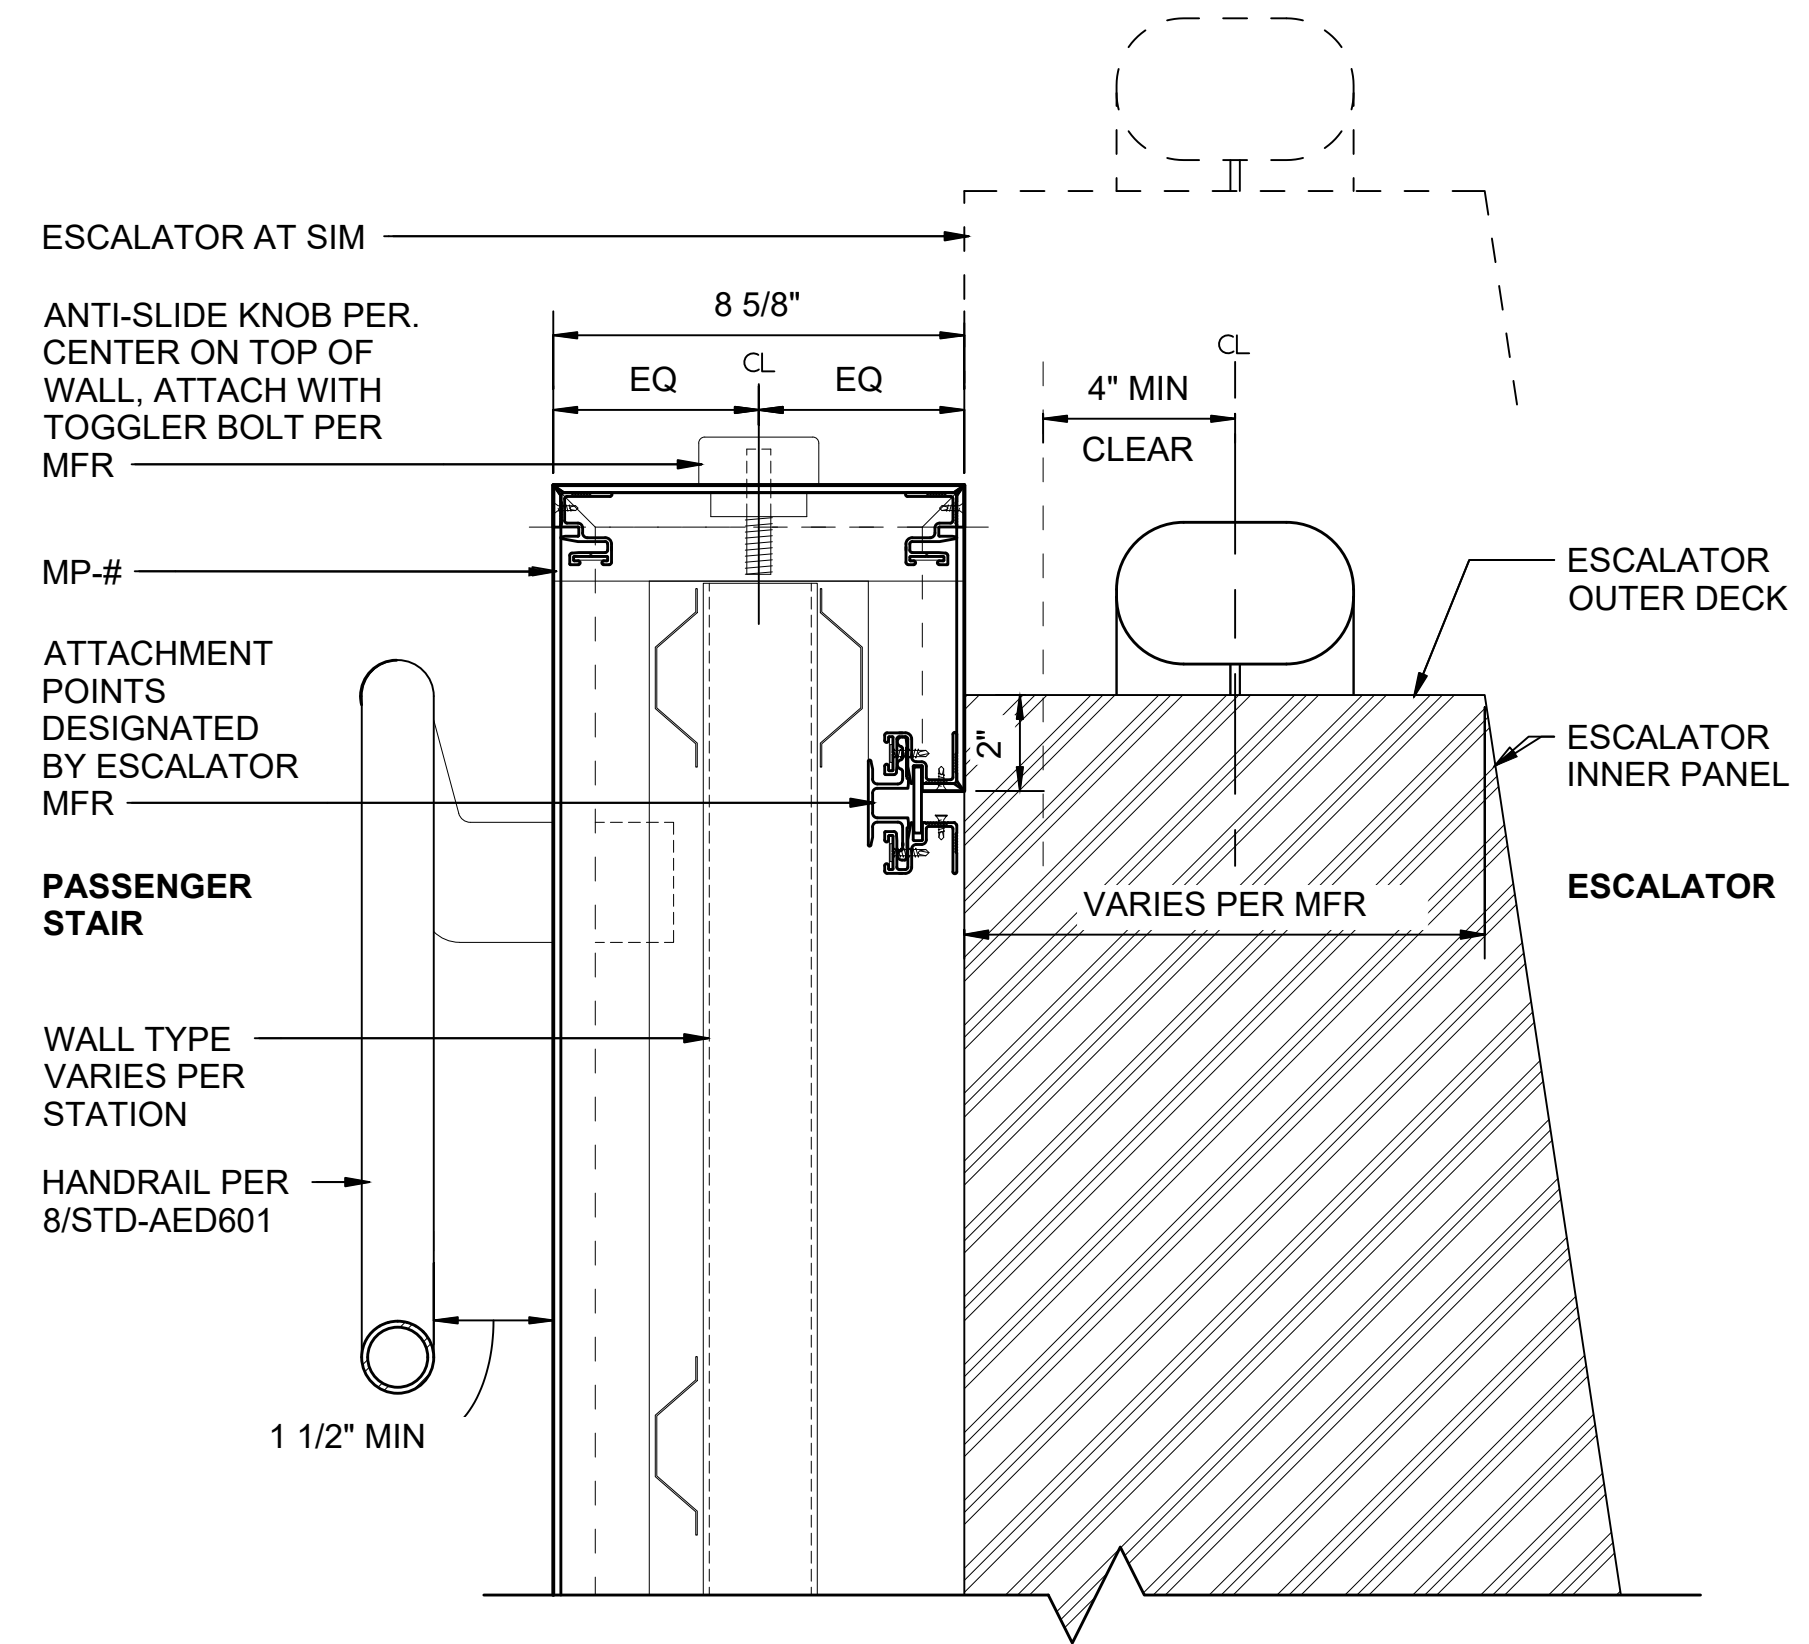 ESCALATOR AT SIM
ANTI-SLIDE KNOB PER.
CENTER ON TOP OF
WALL, ATTACH WITH
TOGGLER BOLT PER
MFR
MP-#
ATTACHMENT
POINTS
DESIGNATED
BY ESCALATOR
MFR
PASSENGER
STAIR
WALL TYPE
VARIES PER
STATION
HANDRAIL PER
8/STD-AED601
1 1/2" MIN
8 5/8"
EQ
CL
EQ
CL
4" MIN
CLEAR
2"
VARIES PER MFR
ESCALATOR
OUTER DECK
ESCALATOR
INNER PANEL
ESCALATOR